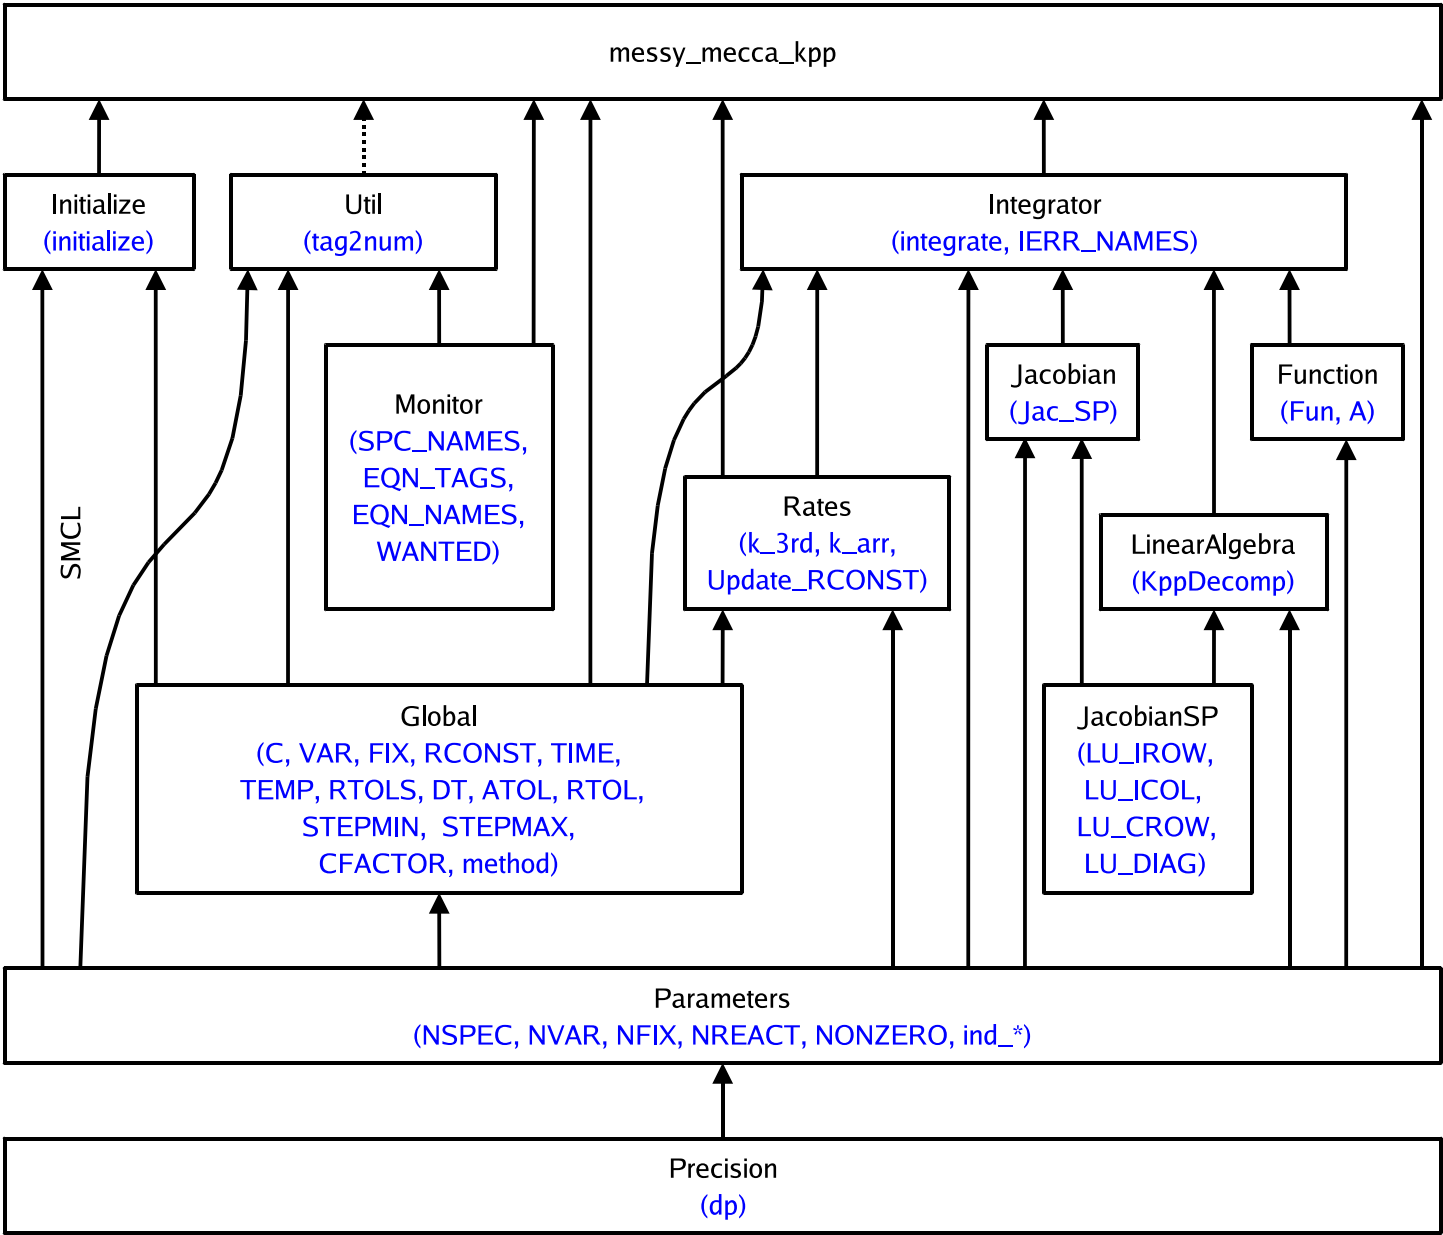 messy_mecca_kpp
Initialize
(initialize)
Util
(tag2num)
Integrator
(integrate, IERR_NAMES)
Monitor
(SPC_NAMES,
EQN_TAGS,
EQN_NAMES,
WANTED)
Jacobian
(Jac_SP)
Function
(Fun, A)
SMCL
Rates
(k_3rd, k_arr,
Update_RCONST)
LinearAlgebra
(KppDecomp)
Global
(C, VAR, FIX, RCONST, TIME,
TEMP, RTOLS, DT, ATOL, RTOL,
STEPMIN, STEPMAX,
CFACTOR, method)
JacobianSP
(LU_IROW,
LU_ICOL,
LU_CROW,
LU_DIAG)
Parameters
(NSPEC, NVAR, NFIX, NREACT, NONZERO, ind_*)
Precision
(dp)